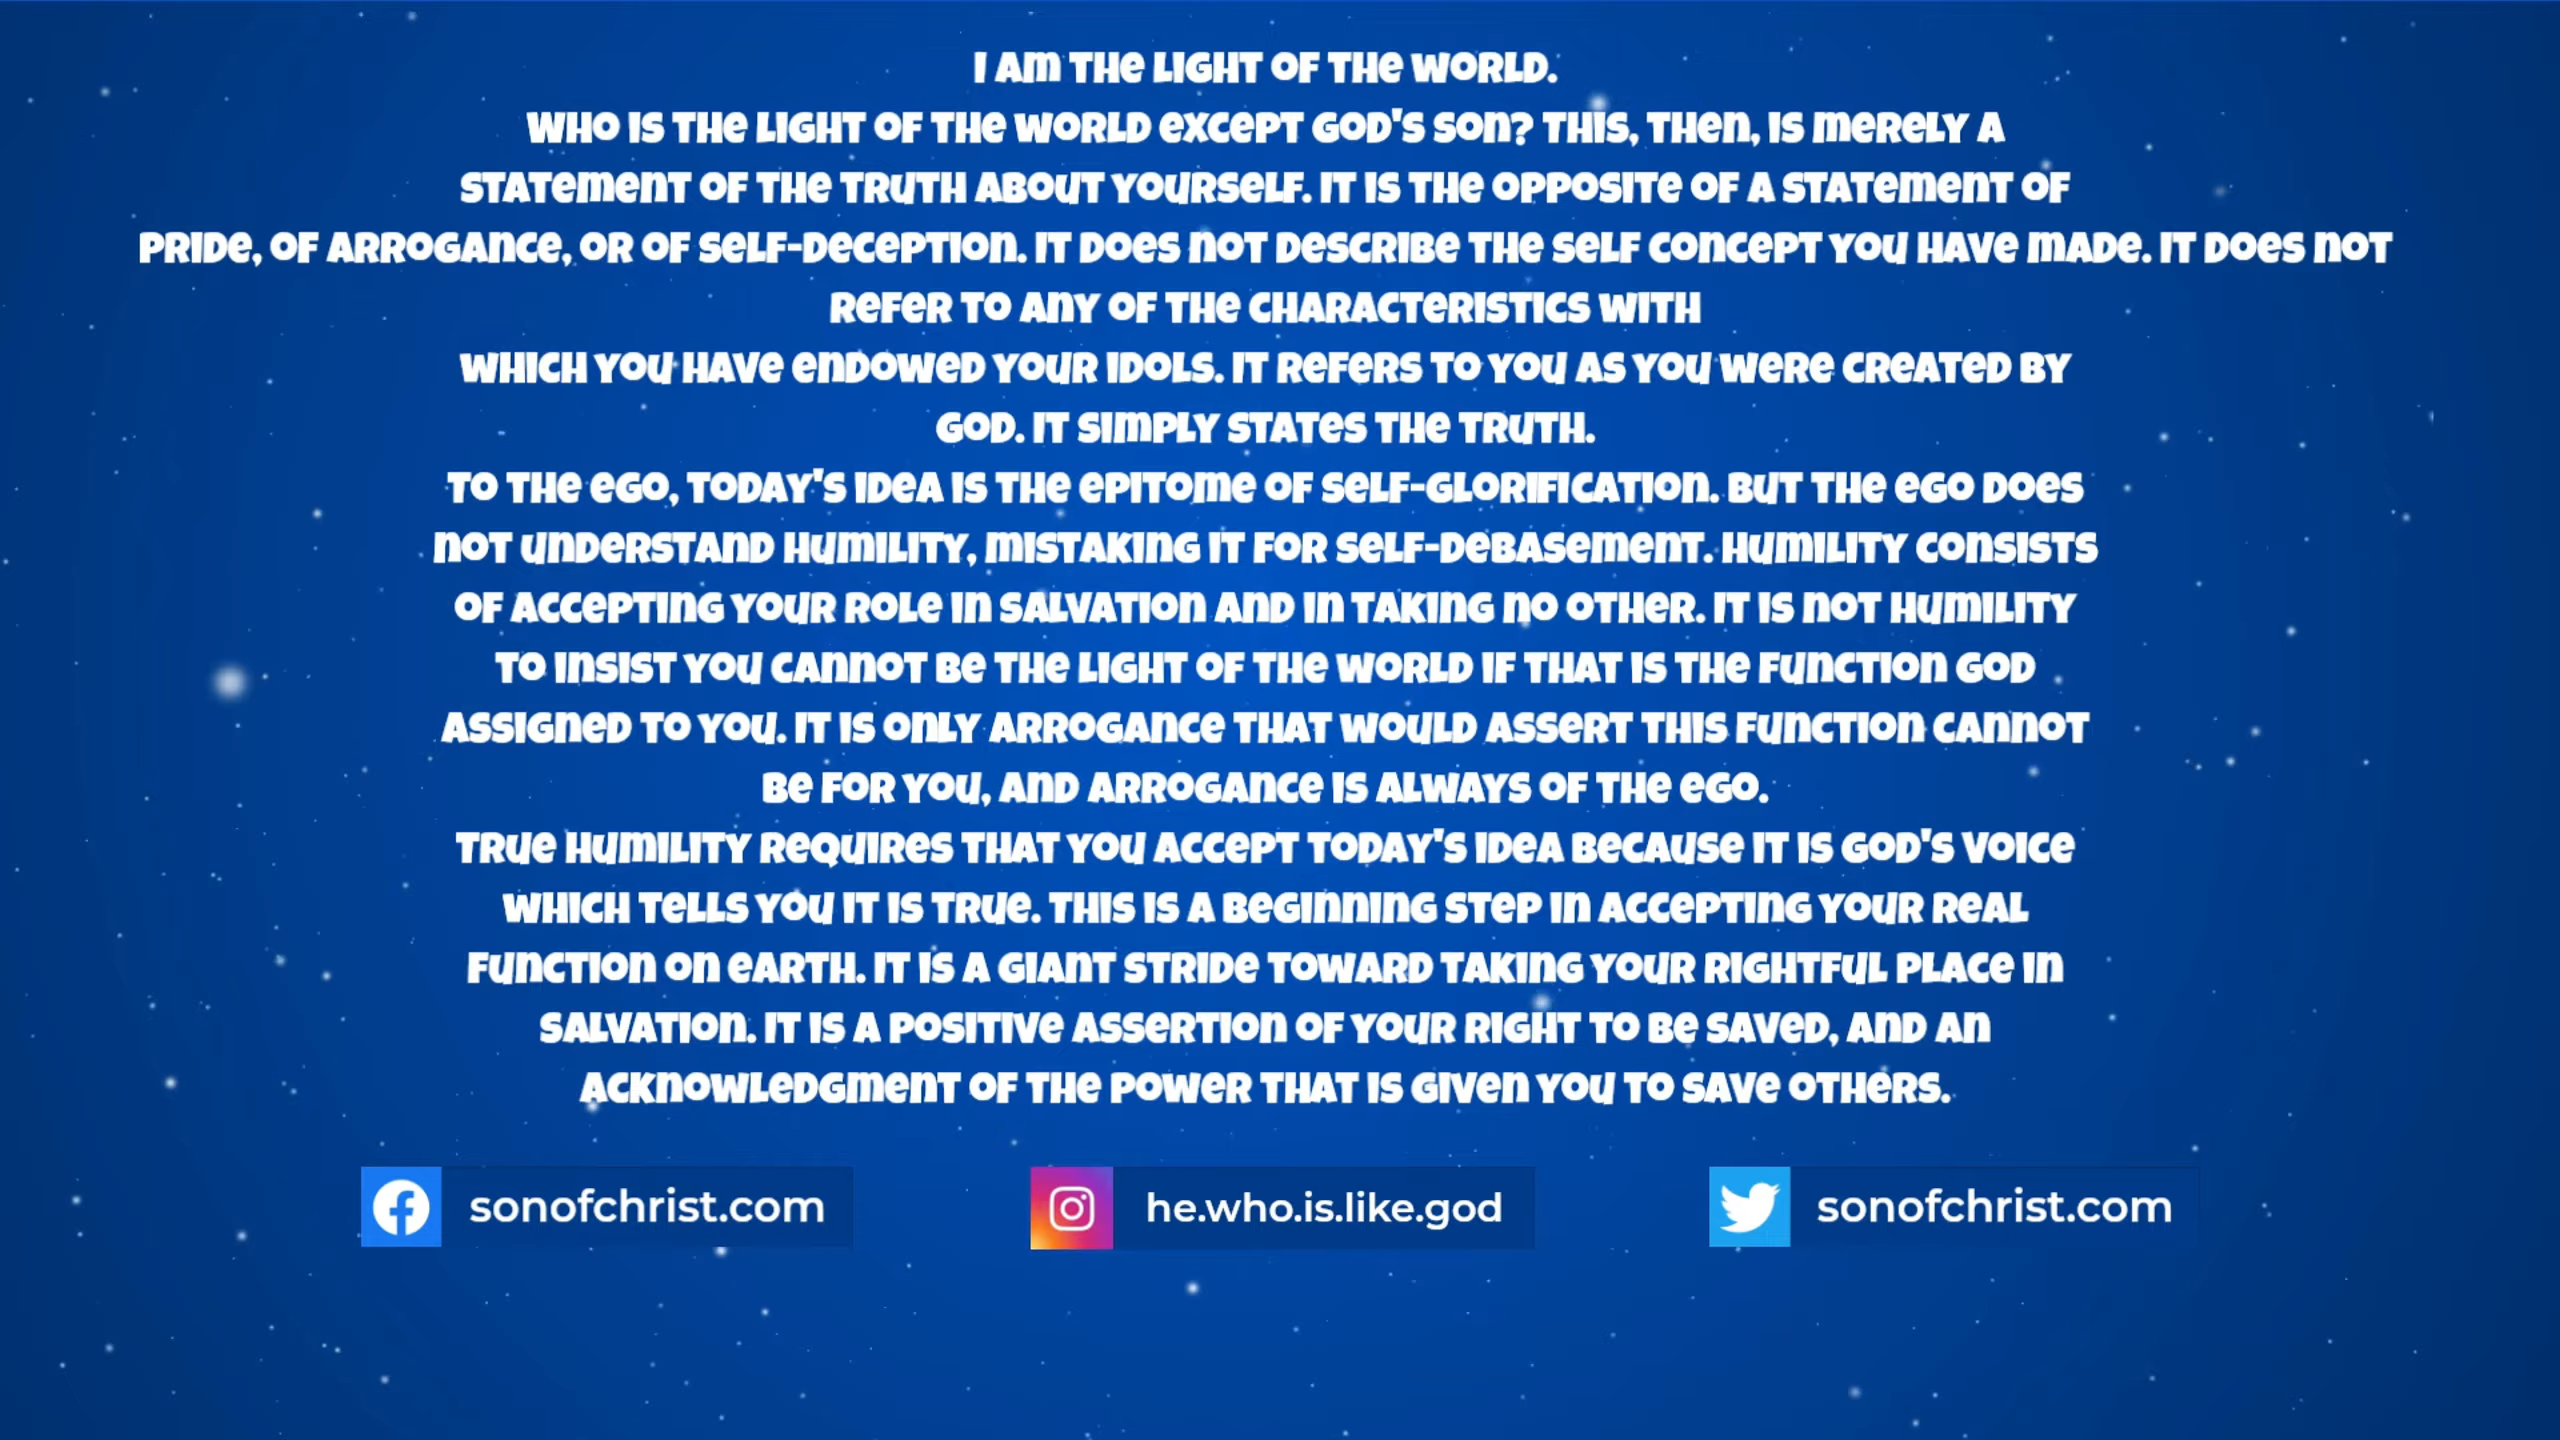 I AM THE LIGHT OF THE WORLD.
WHO IS THE LIGHT OF THE WORLD EXCEPT GOD'S SON? THIS, THEN, IS MERELY A
STATEMENT OF THE TRUTH ABOUT YOURSELF. IT IS THE OPPOSITE OF A STATEMENT OF
PRIDE, OF ARROGANCE, OR OF SELF-DECEPTION. IT DOES NOT DESCRIBE THE SELF CONCEPT YOU HAVE MADE. IT DOES NOT
REFER TO ANY OF THE CHARACTERISTICS WITH
WHICH YOU HAVE ENDOWED YOUR IDOLS. IT REFERS TO YOU AS YOU WERE CREATED BY
GOD. IT SIMPLY STATES THE TRUTH.
TO THE EGO, TODAY'S IDEA IS THE EPITOME OF SELF-GLORIFICATION. BUT THE EGO DOES
NOT UNDERSTAND HUMILITY, MISTAKING IT FOR SELF-DEBASEMENT. HUMILITY CONSISTS
OF ACCEPTING YOUR ROLE IN SALVATION AND IN TAKING NO OTHER. IT IS NOT HUMILITY
TO INSIST YOU CANNOT BE THE LIGHT OF THE WORLD IF THAT IS THE FUNCTION GOD
ASSIGNED TO YOU. IT IS ONLY ARROGANCE THAT WOULD ASSERT THIS FUNCTION CANNOT
BE FOR YOU, AND ARROGANCE IS ALWAYS OF THE EGO.
TRUE HUMILITY REQUIRES THAT YOU ACCEPT TODAY'S IDEA BECAUSE IT IS GOD'S VOICE
WHICH TELLS YOU IT IS TRUE. THIS IS A BEGINNING STEP IN ACCEPTING YOUR REAL
FUNCTION ON EARTH. IT IS A GIANT STRIDE TOWARD TAKING YOUR RIGHTFUL PLACE IN
SALVATION. IT IS A POSITIVE ASSERTION OF YOUR RIGHT TO BE SAVED, AND AN
ACKNOWLEDGMENT OF THE POWER THAT IS GIVEN YOU TO SAVE OTHERS.
sonofchrist.com
he.who.is.like.god
sonofchrist.com